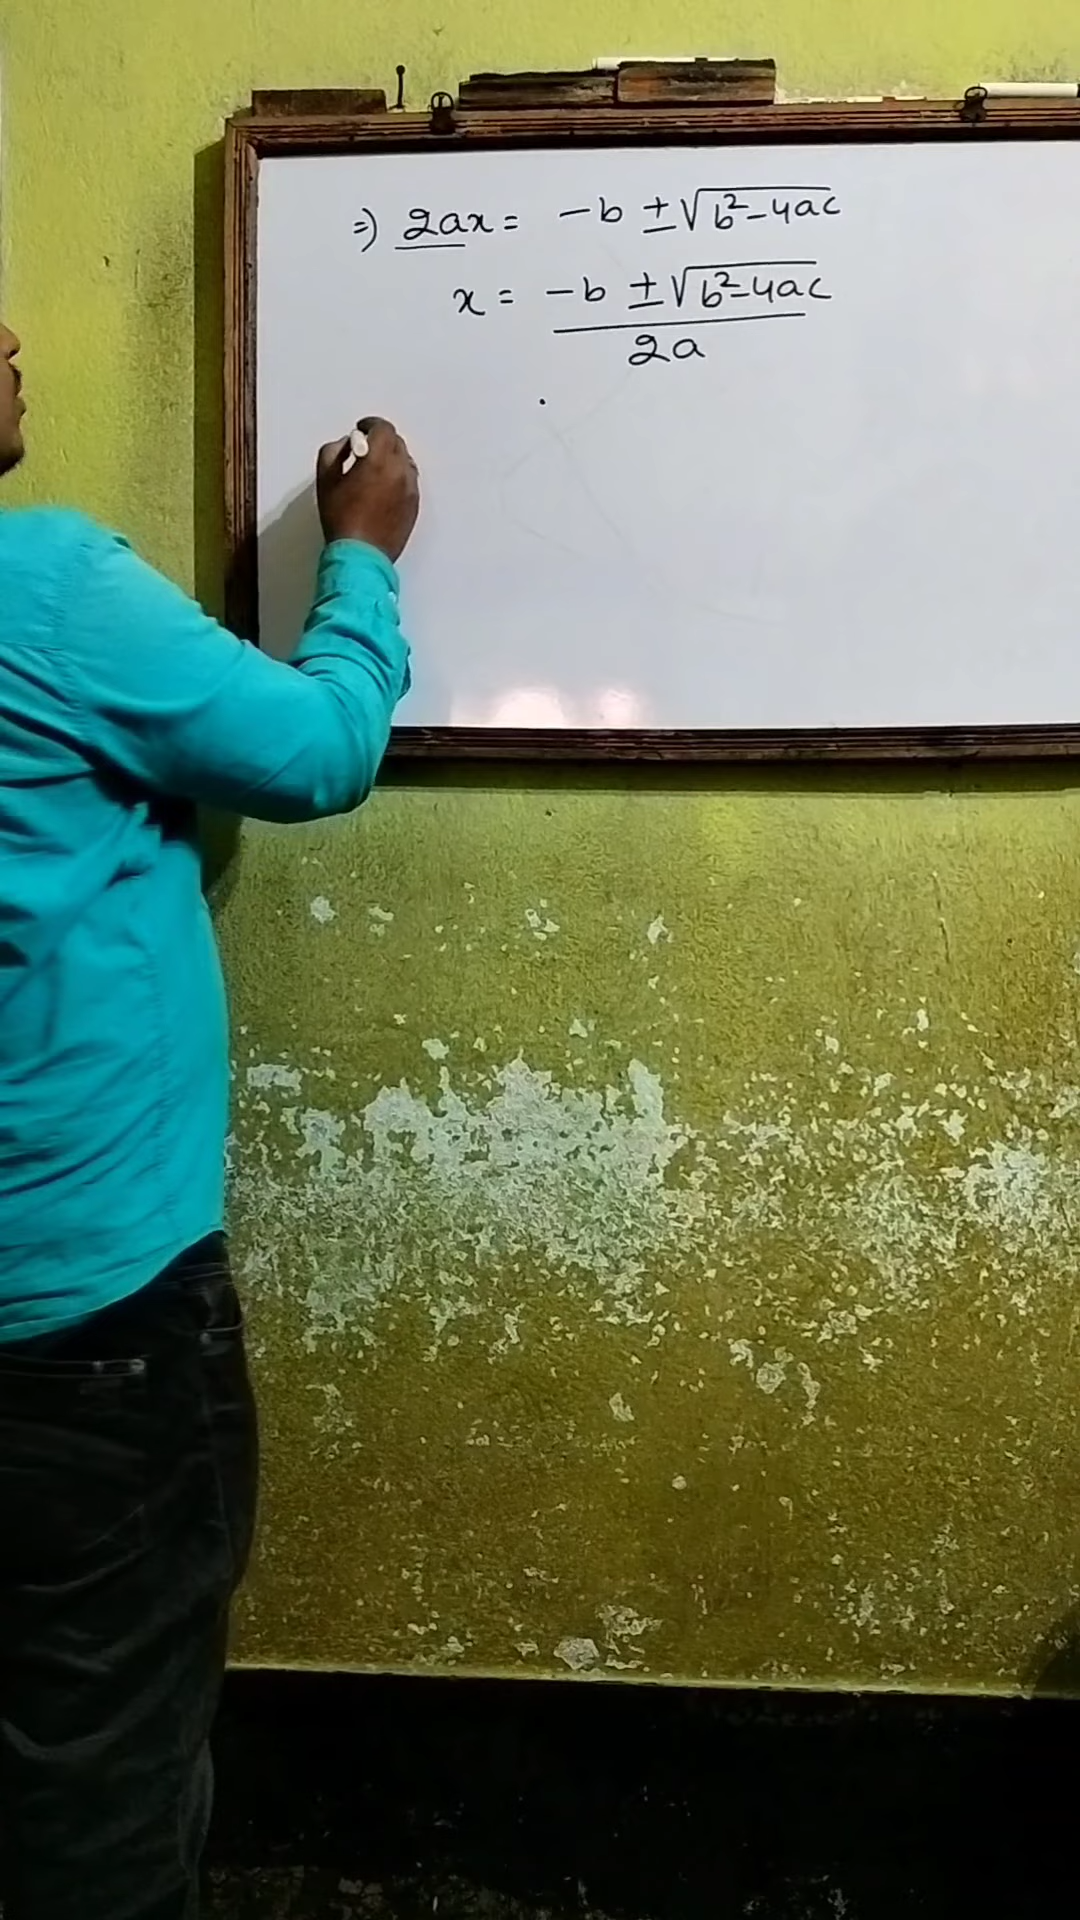 =) 2ax = -b ±√b²-4ac
x = -b ±√b²-4ac
2a